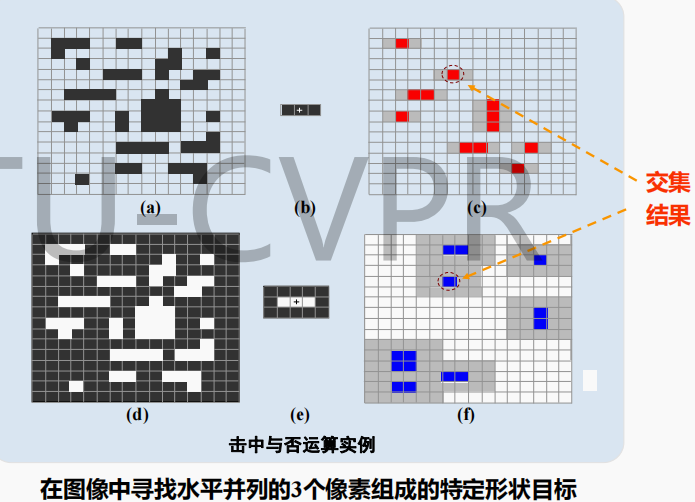 TU-CVPR
(a)
(b)
(c)
交集
结果
(d)
(e)
(f)
击中与否运算实例
在图像中寻找水平并列的3个像素组成的特定形状目标